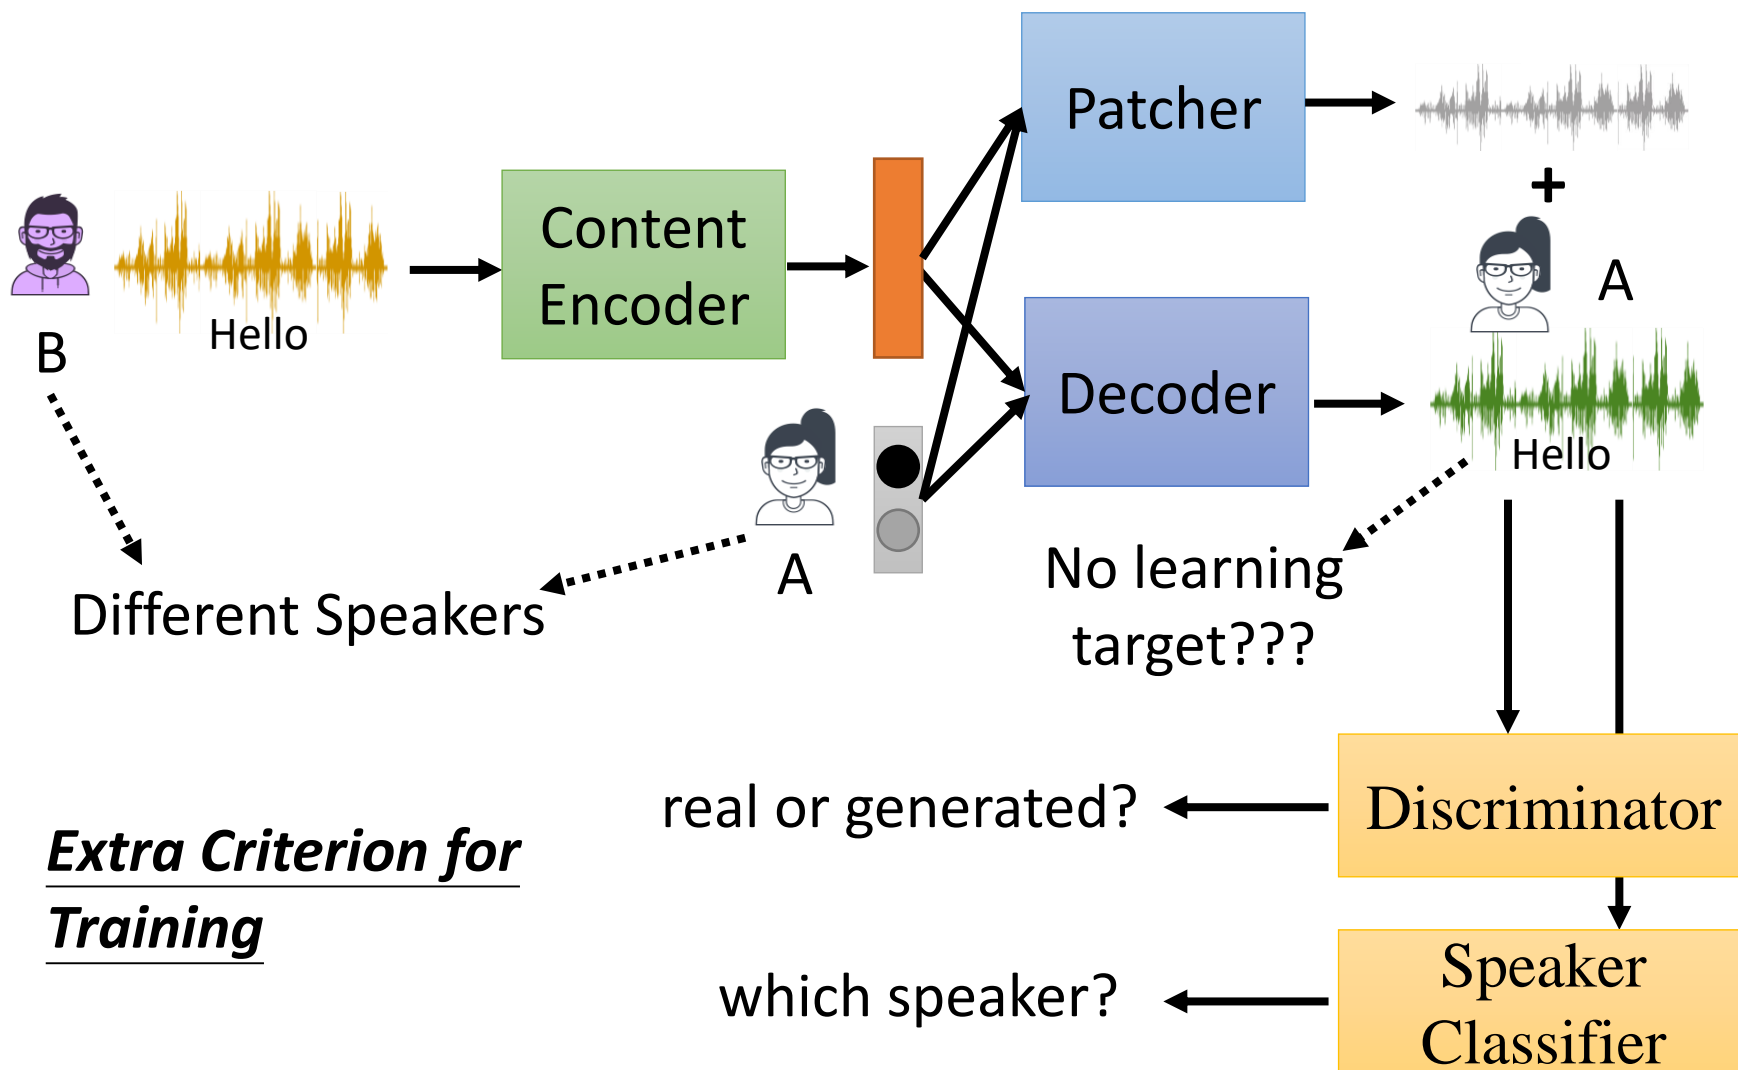 Patcher
+
Content
Encoder
A
Hello
B
Decoder
Hello
A
No learning
target???
Different Speakers
real or generated?
Discriminator
Extra Criterion for
Training
which speaker?
Speaker
Classifier